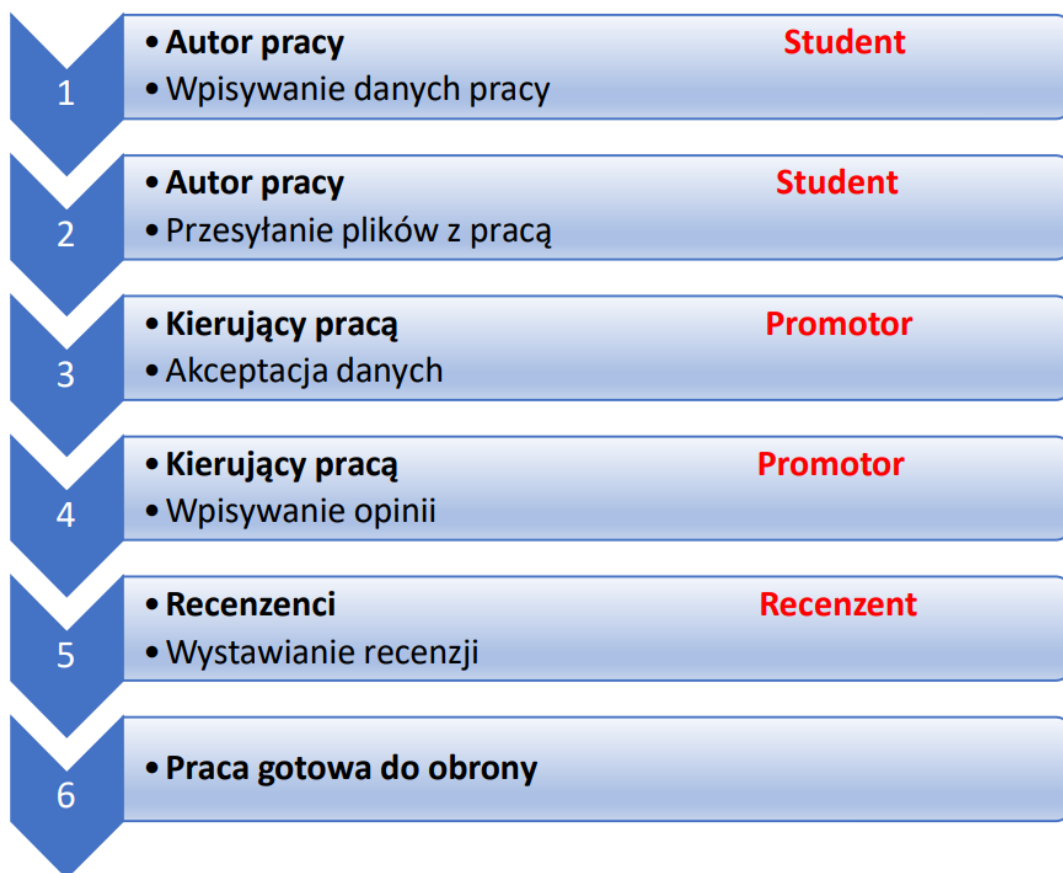 1
• Autor pracy Student
• Wpisywanie danych pracy
2
• Autor pracy Student
• Przesyłanie plików z pracą
3
• Kierujący pracą Promotor
• Akceptacja danych
4
• Kierujący pracą Promotor
• Wpisywanie opinii
5
• Recenzenci Recenzent
• Wystawianie recenzji
6
• Praca gotowa do obrony